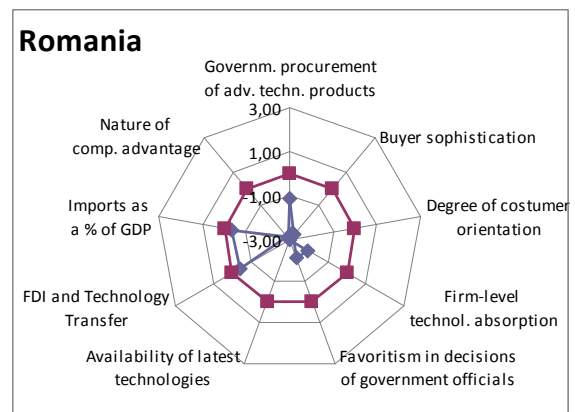 Romania
Governm. procurement
of adv. techn. products
3,00
1,00
-1,00
-3,00
Buyer sophistication
Degree of costumer
orientation
Firm-level
technol. absorption
Favoritism in decisions
of government officials
Availability of latest
technologies
FDI and Technology
Transfer
Imports as
a % of GDP
Nature of
comp. advantage